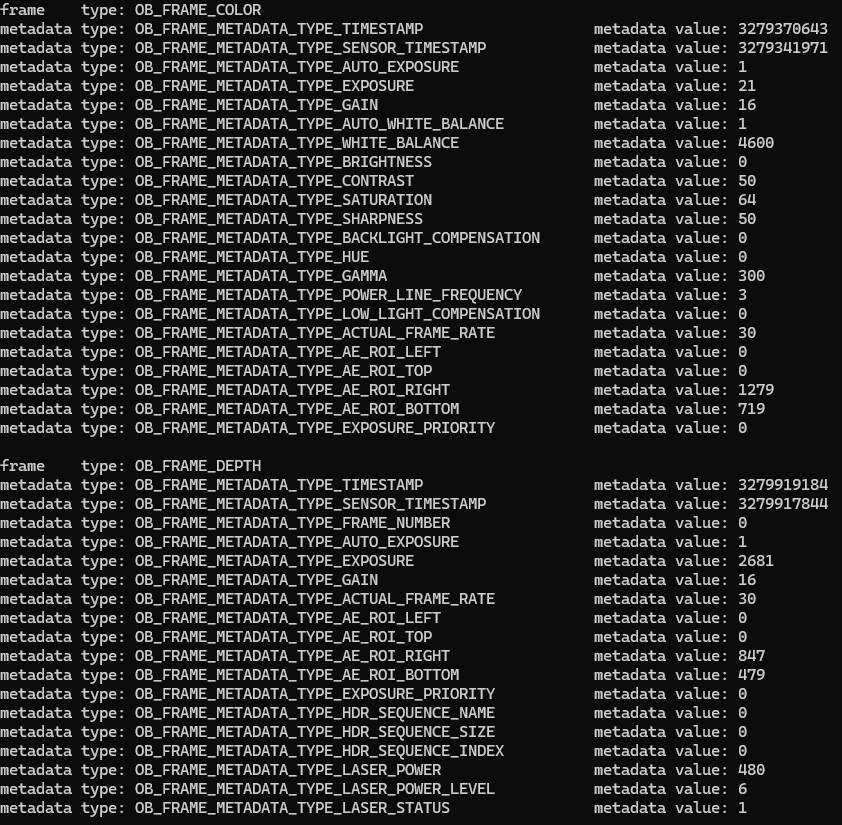 frame    type: OB_FRAME_COLOR
metadata type: OB_FRAME_METADATA_TYPE_TIMESTAMP                   metadata value: 3279370643
metadata type: OB_FRAME_METADATA_TYPE_SENSOR_TIMESTAMP            metadata value: 3279341971
metadata type: OB_FRAME_METADATA_TYPE_AUTO_EXPOSURE               metadata value: 1
metadata type: OB_FRAME_METADATA_TYPE_EXPOSURE                    metadata value: 21
metadata type: OB_FRAME_METADATA_TYPE_GAIN                        metadata value: 16
metadata type: OB_FRAME_METADATA_TYPE_AUTO_WHITE_BALANCE          metadata value: 1
metadata type: OB_FRAME_METADATA_TYPE_WHITE_BALANCE               metadata value: 4600
metadata type: OB_FRAME_METADATA_TYPE_BRIGHTNESS                  metadata value: 0
metadata type: OB_FRAME_METADATA_TYPE_CONTRAST                    metadata value: 50
metadata type: OB_FRAME_METADATA_TYPE_SATURATION                  metadata value: 64
metadata type: OB_FRAME_METADATA_TYPE_SHARPNESS                   metadata value: 50
metadata type: OB_FRAME_METADATA_TYPE_BACKLIGHT_COMPENSATION      metadata value: 0
metadata type: OB_FRAME_METADATA_TYPE_HUE                         metadata value: 0
metadata type: OB_FRAME_METADATA_TYPE_GAMMA                       metadata value: 300
metadata type: OB_FRAME_METADATA_TYPE_POWER_LINE_FREQUENCY        metadata value: 3
metadata type: OB_FRAME_METADATA_TYPE_LOW_LIGHT_COMPENSATION      metadata value: 0
metadata type: OB_FRAME_METADATA_TYPE_ACTUAL_FRAME_RATE           metadata value: 30
metadata type: OB_FRAME_METADATA_TYPE_AE_ROI_LEFT                 metadata value: 0
metadata type: OB_FRAME_METADATA_TYPE_AE_ROI_TOP                  metadata value: 0
metadata type: OB_FRAME_METADATA_TYPE_AE_ROI_RIGHT                metadata value: 1279
metadata type: OB_FRAME_METADATA_TYPE_AE_ROI_BOTTOM               metadata value: 719
metadata type: OB_FRAME_METADATA_TYPE_EXPOSURE_PRIORITY           metadata value: 0

frame    type: OB_FRAME_DEPTH
metadata type: OB_FRAME_METADATA_TYPE_TIMESTAMP                   metadata value: 3279919184
metadata type: OB_FRAME_METADATA_TYPE_SENSOR_TIMESTAMP            metadata value: 3279917844
metadata type: OB_FRAME_METADATA_TYPE_FRAME_NUMBER                metadata value: 0
metadata type: OB_FRAME_METADATA_TYPE_AUTO_EXPOSURE               metadata value: 1
metadata type: OB_FRAME_METADATA_TYPE_EXPOSURE                    metadata value: 2681
metadata type: OB_FRAME_METADATA_TYPE_GAIN                        metadata value: 16
metadata type: OB_FRAME_METADATA_TYPE_ACTUAL_FRAME_RATE           metadata value: 30
metadata type: OB_FRAME_METADATA_TYPE_AE_ROI_LEFT                 metadata value: 0
metadata type: OB_FRAME_METADATA_TYPE_AE_ROI_TOP                  metadata value: 0
metadata type: OB_FRAME_METADATA_TYPE_AE_ROI_RIGHT                metadata value: 847
metadata type: OB_FRAME_METADATA_TYPE_AE_ROI_BOTTOM               metadata value: 479
metadata type: OB_FRAME_METADATA_TYPE_EXPOSURE_PRIORITY           metadata value: 0
metadata type: OB_FRAME_METADATA_TYPE_HDR_SEQUENCE_NAME           metadata value: 0
metadata type: OB_FRAME_METADATA_TYPE_HDR_SEQUENCE_SIZE           metadata value: 0
metadata type: OB_FRAME_METADATA_TYPE_HDR_SEQUENCE_INDEX          metadata value: 0
metadata type: OB_FRAME_METADATA_TYPE_LASER_POWER                 metadata value: 480
metadata type: OB_FRAME_METADATA_TYPE_LASER_POWER_LEVEL           metadata value: 6
metadata type: OB_FRAME_METADATA_TYPE_LASER_STATUS                metadata value: 1